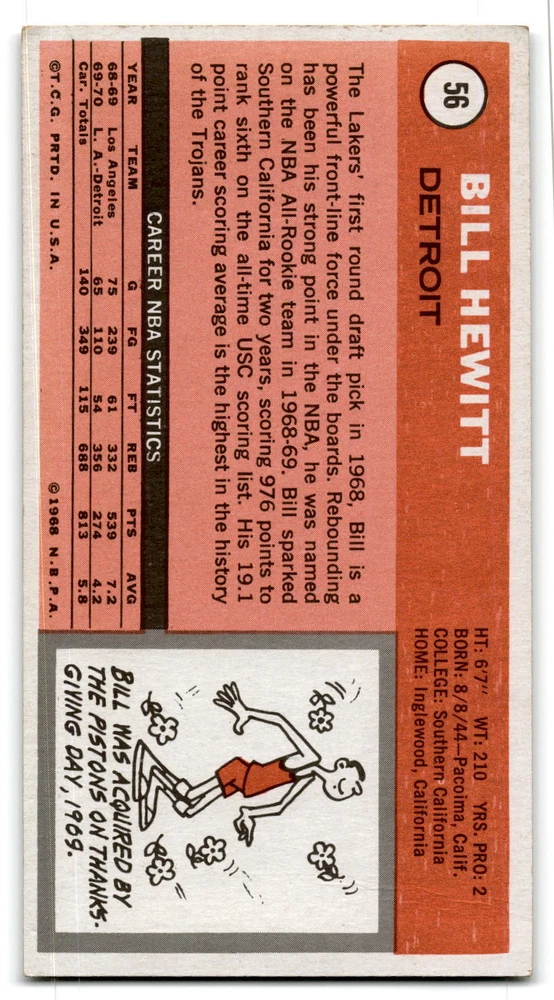 56
BILL HEWITT
DETROIT
HT: 6'7" WT: 210 YRS. PRO: 2
BORN: 8/8/44—Pacoima, Calif.
COLLEGE: Southern California
HOME: Inglewood, California
The Lakers' first round draft pick in 1968, Bill is a
powerful front-line force under the boards. Rebounding
has been his strong point in the NBA, he was named
on the NBA All-Rookie team in 1968-69. Bill sparked
Southern California for two years, scoring 976 points to
rank sixth on the all-time USC scoring list. His 19.1
point career scoring average is the highest in the history
of the Trojans.
CAREER NBA STATISTICS
YEAR TEAM G FG FT REB PTS AVG
68-69 Los Angeles 75 239 61 332 539 7.2
69-70 L. A.-Detroit 65 110 54 356 274 4.2
Car. Totals 140 349 115 688 813 5.8
©T.C.G. PRTD. IN U.S.A. ©1968 N.B.P.A.
BILL WAS ACQUIRED BY
THE PISTONS ON THANKS-
GIVING DAY, 1969.